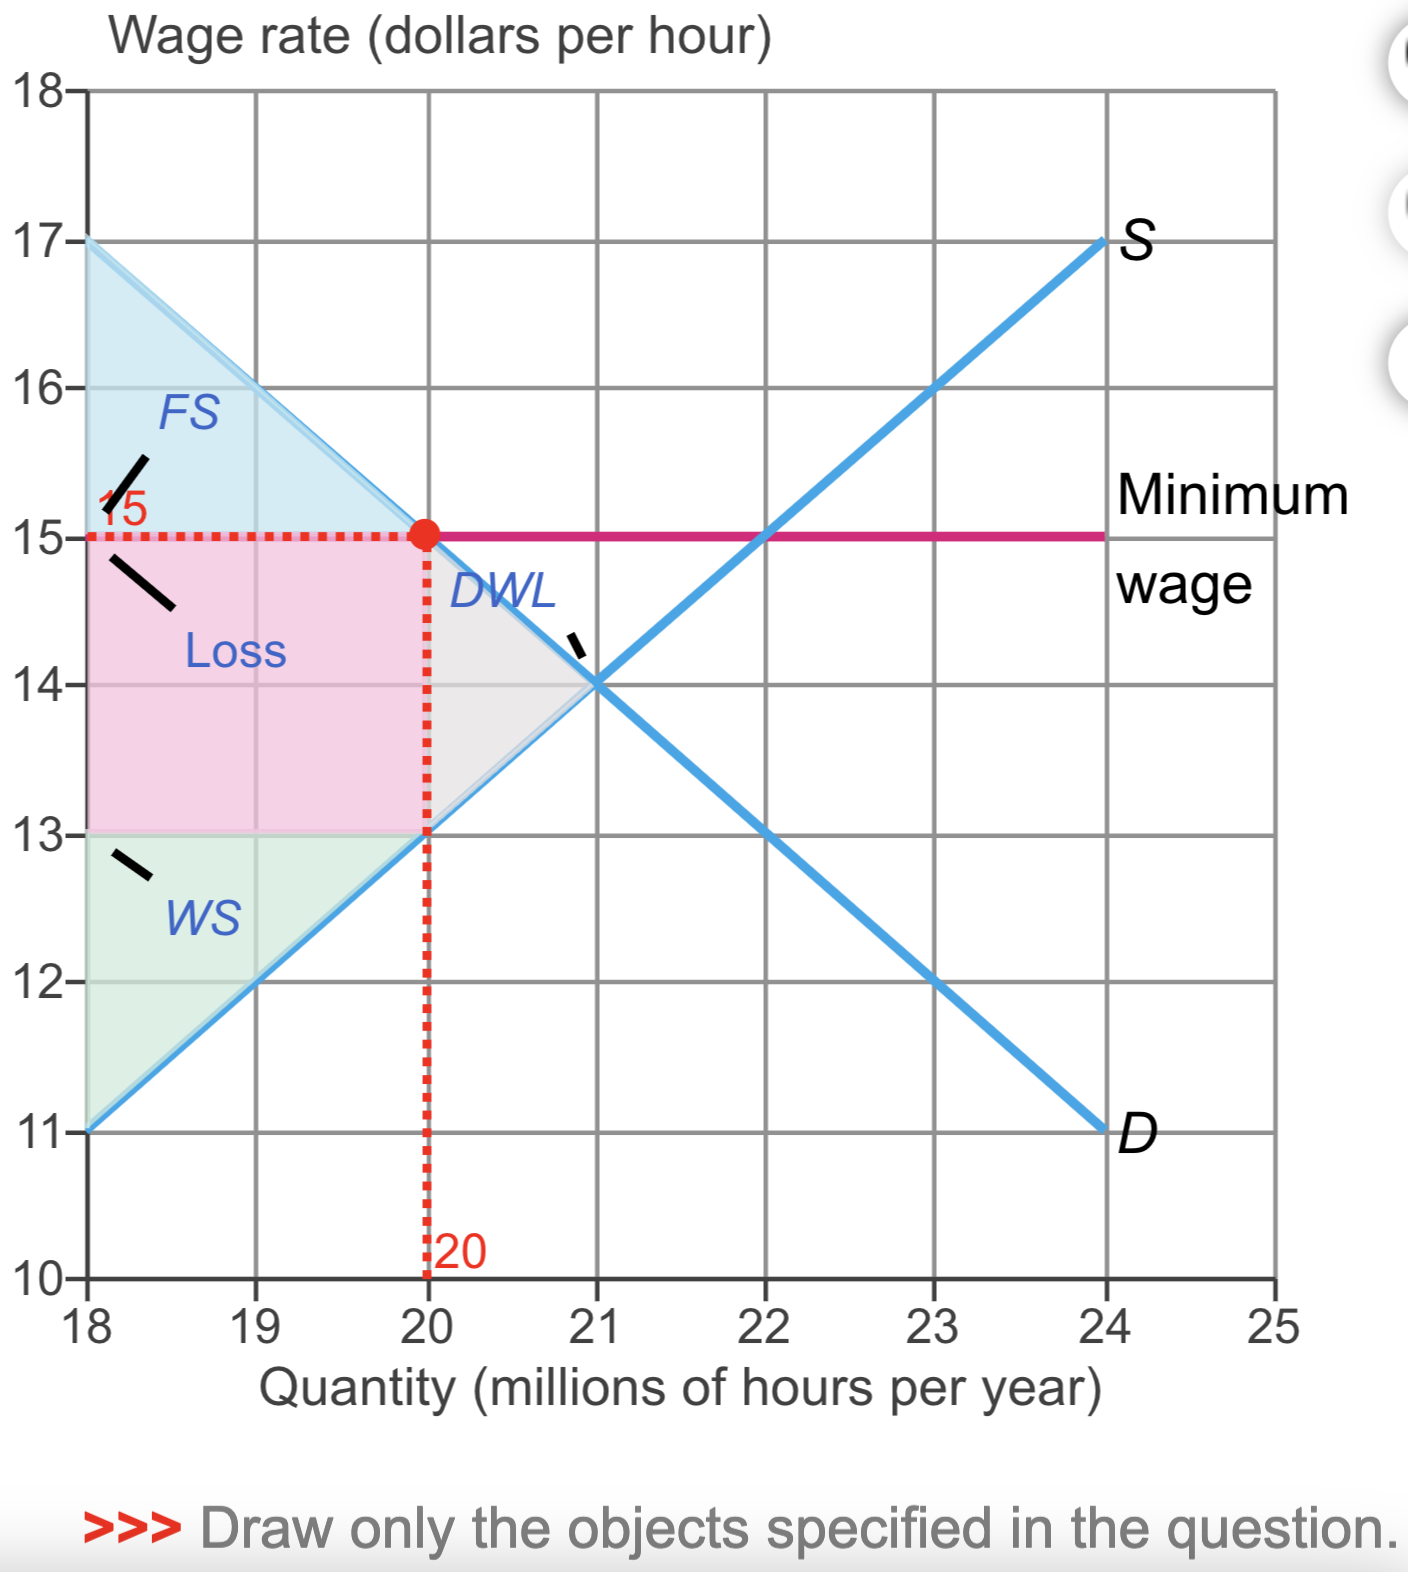 Wage rate (dollars per hour)
18
17
S
16
FS
15
15
Minimum
wage
DWL
Loss
14
13
WS
12
11
D
20
10
18 19 20 21 22 23 24 25
Quantity (millions of hours per year)
>>> Draw only the objects specified in the question.